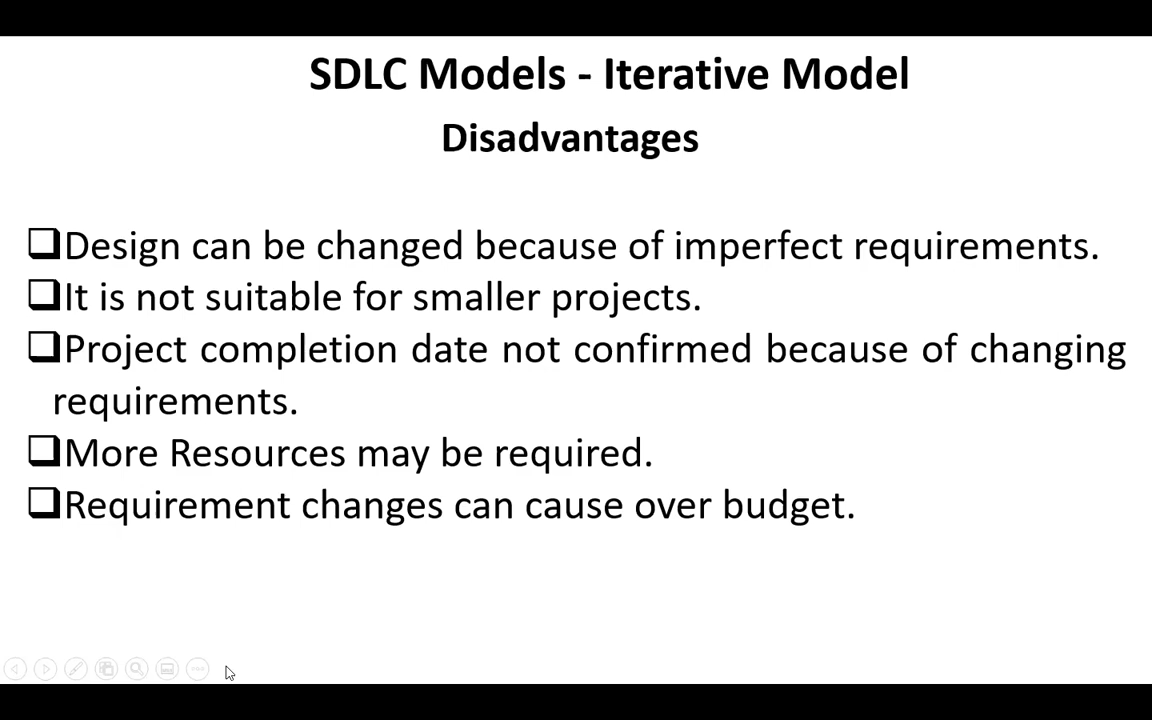 SDLC Models - Iterative Model
Disadvantages
Design can be changed because of imperfect requirements.
It is not suitable for smaller projects.
Project completion date not confirmed because of changing
requirements.
More Resources may be required.
Requirement changes can cause over budget.